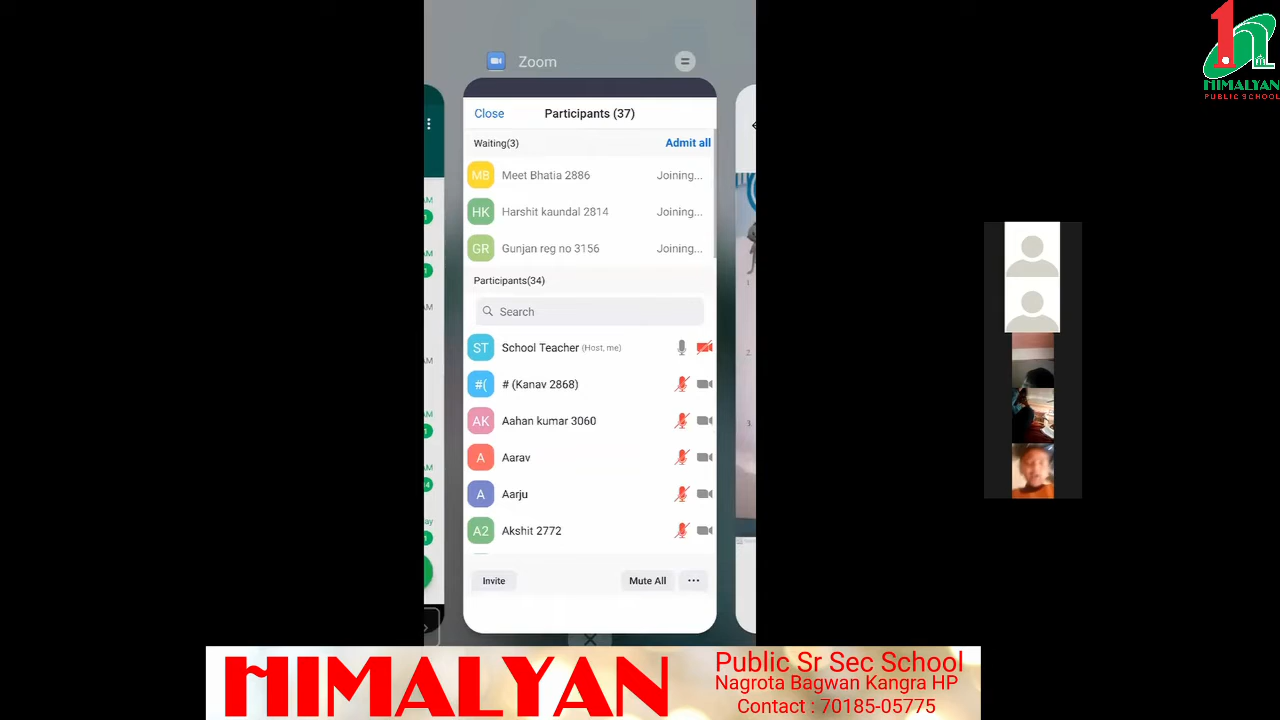 Zoom
Close
Participants (37)
Waiting(3)
Admit all
MB Meet Bhatia 2886 Joining...
HK Harshit kaundal 2814 Joining...
GR Gunjan reg no 3156 Joining...
Participants(34)
Search
ST School Teacher (Host, me)
#( # (Kanav 2868)
AK Aahan kumar 3060
A Aarav
A Aarju
A2 Akshit 2772
Invite
Mute All
HIMALYAN
PUBLIC SCHOOL
HIMALYAN
Public Sr Sec School
Nagrota Bagwan Kangra HP
Contact : 70185-05775